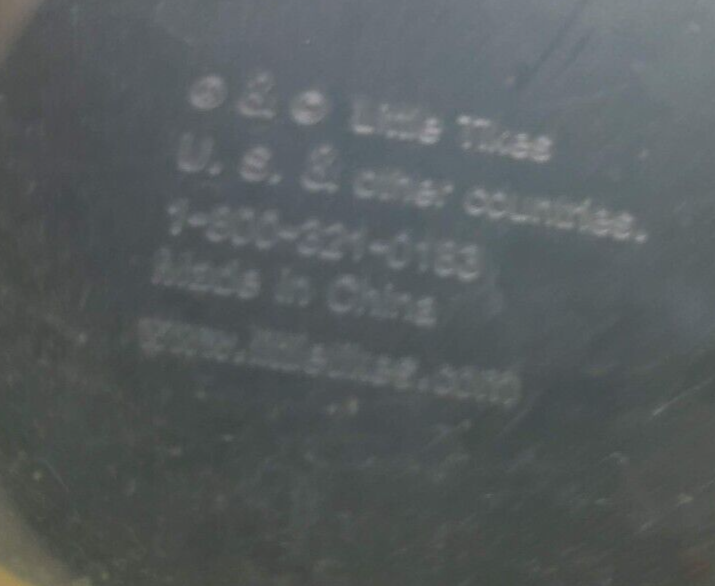 © & ® Little Tikes
U. S. & other countries.
1-800-321-0183
Made in China
www.littletikes.com